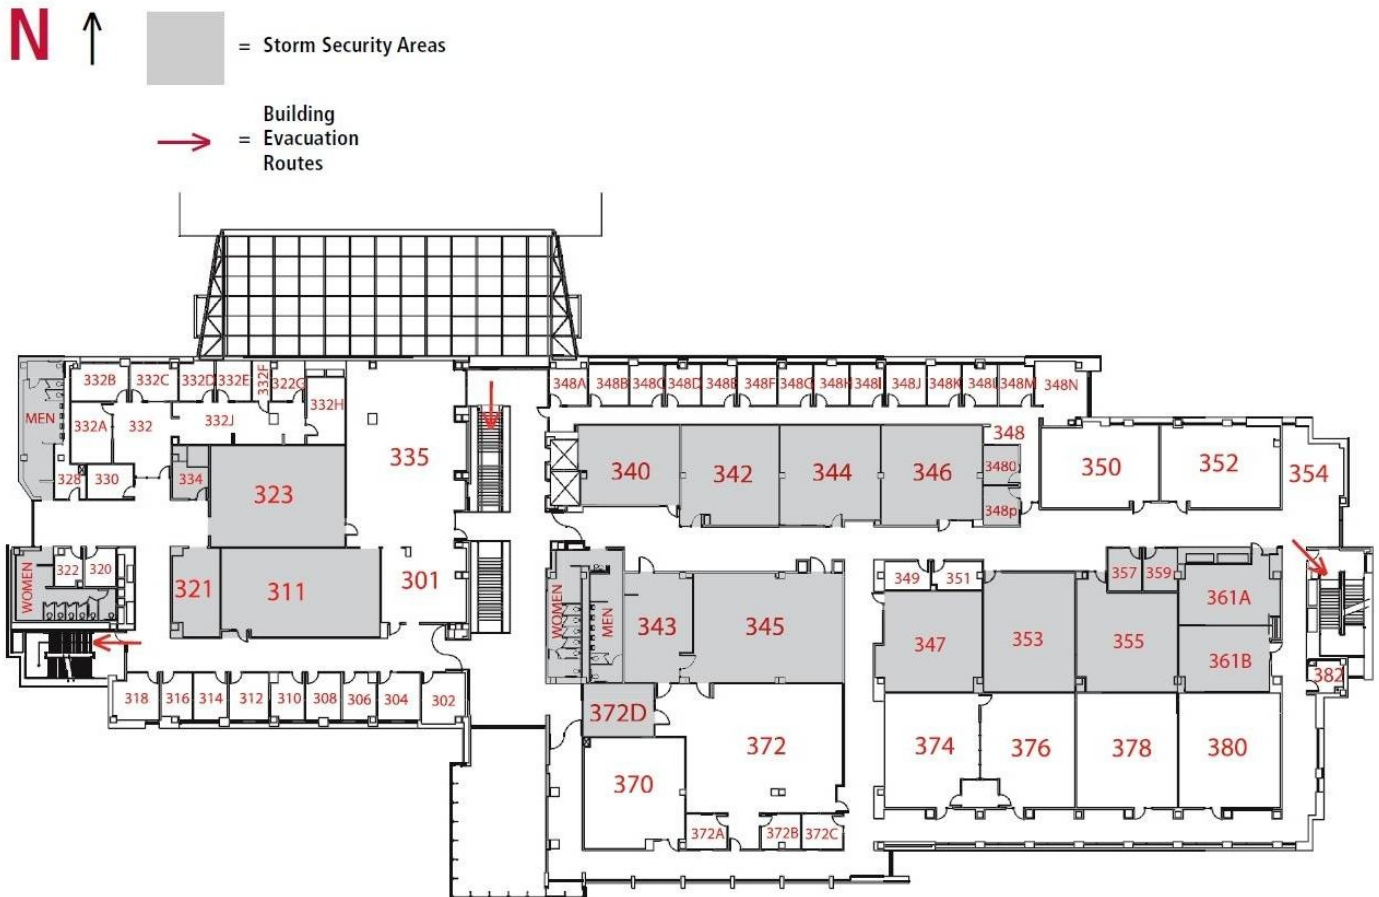 N
= Storm Security Areas
Building
= Evacuation
Routes
332B 332C 332D 332E 332F 322G
348A 348B 348C 348D 348E 348F 348G 348H 348I 348J 348K 348L 348M 348N
MEN 332A 332 332J 332H
348
335
340 342 344 346 350 352 354
328 330 334 323
3480
348p
322 320
WOMEN 321 311 301
349 351 357 359
WOMEN MEN 343 345 347 353 355 361A
361B
382
318 316 314 312 310 308 306 304 302
372D
372 374 376 378 380
370
372A 372B 372C